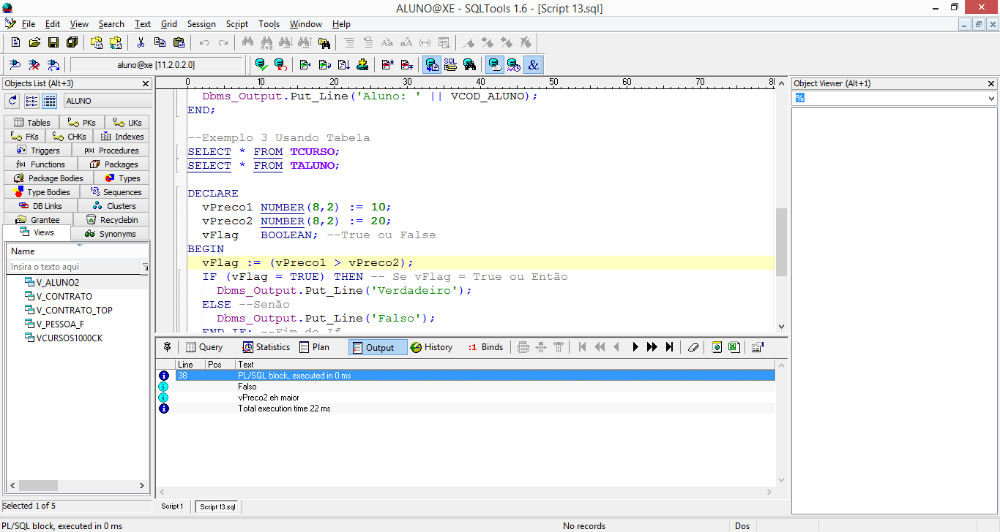 ALUNO@XE - SQLTools 1.6 - [Script 13.sql]
File Edit View Search Text Grid Session Script Tools Window Help
aluno@xe [11.2.0.2.0]
Objects List (Alt+3)
ALUNO
Tables PKs UKs
FKs CHKs Indexes
Triggers Procedures
Functions Packages
Package Bodies Types
Type Bodies Sequences
DB Links Clusters
Grantee Recyclebin
Views Synonyms
Name
Insira o texto aqui
V_ALUNO2
V_CONTRATO
V_CONTRATO_TOP
V_PESSOA_F
VCURSOS1000CK
Selected 1 of 5
0 10 20 30 40 50 60 70 80
Dbms_Output.Put_Line('Aluno: ' || VCOD_ALUNO);
END;
--Exemplo 3 Usando Tabela
SELECT * FROM TCURSO;
SELECT * FROM TALUNO;
DECLARE
vPreco1 NUMBER(8,2) := 10;
vPreco2 NUMBER(8,2) := 20;
vFlag BOOLEAN; --True ou False
BEGIN
vFlag := (vPreco1 > vPreco2);
IF (vFlag = TRUE) THEN -- Se vFlag = True ou Então
Dbms_Output.Put_Line('Verdadeiro');
ELSE --Senão
Dbms_Output.Put_Line('Falso');
END IF; --Fim do If
Query Statistics Plan Output History :1 Binds
Line Pos Text
38 PL/SQL block, executed in 0 ms
Falso
vPreco2 eh maior
Total execution time 22 ms
Script 1 Script 13.sql
Object Viewer (Alt+1)
%
PL/SQL block, executed in 0 ms No records Dos